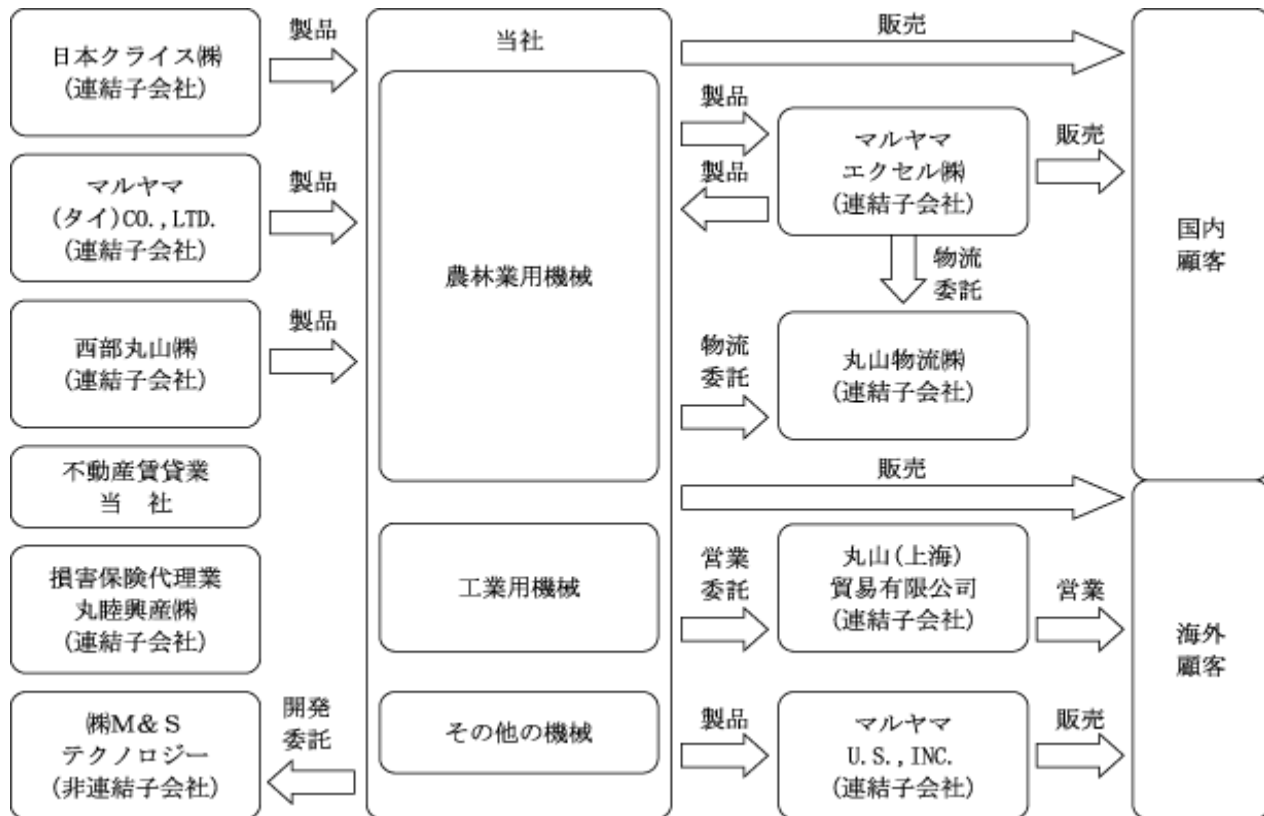 日本クライス㈱
(連結子会社)
製品
マルヤマ
(タイ)CO.,LTD.
(連結子会社)
製品
西部丸山㈱
(連結子会社)
製品
不動産賃貸業
当　社
損害保険代理業
丸睦興産㈱
(連結子会社)
㈱M＆S
テクノロジー
(非連結子会社)
開発
委託
当社
農林業用機械
工業用機械
その他の機械
販売
製品
製品
マルヤマ
エクセル㈱
(連結子会社)
販売
物流
委託
物流
委託
丸山物流㈱
(連結子会社)
販売
営業
委託
丸山(上海)
貿易有限公司
(連結子会社)
営業
製品
マルヤマ
U.S.,INC.
(連結子会社)
販売
国内
顧客
海外
顧客